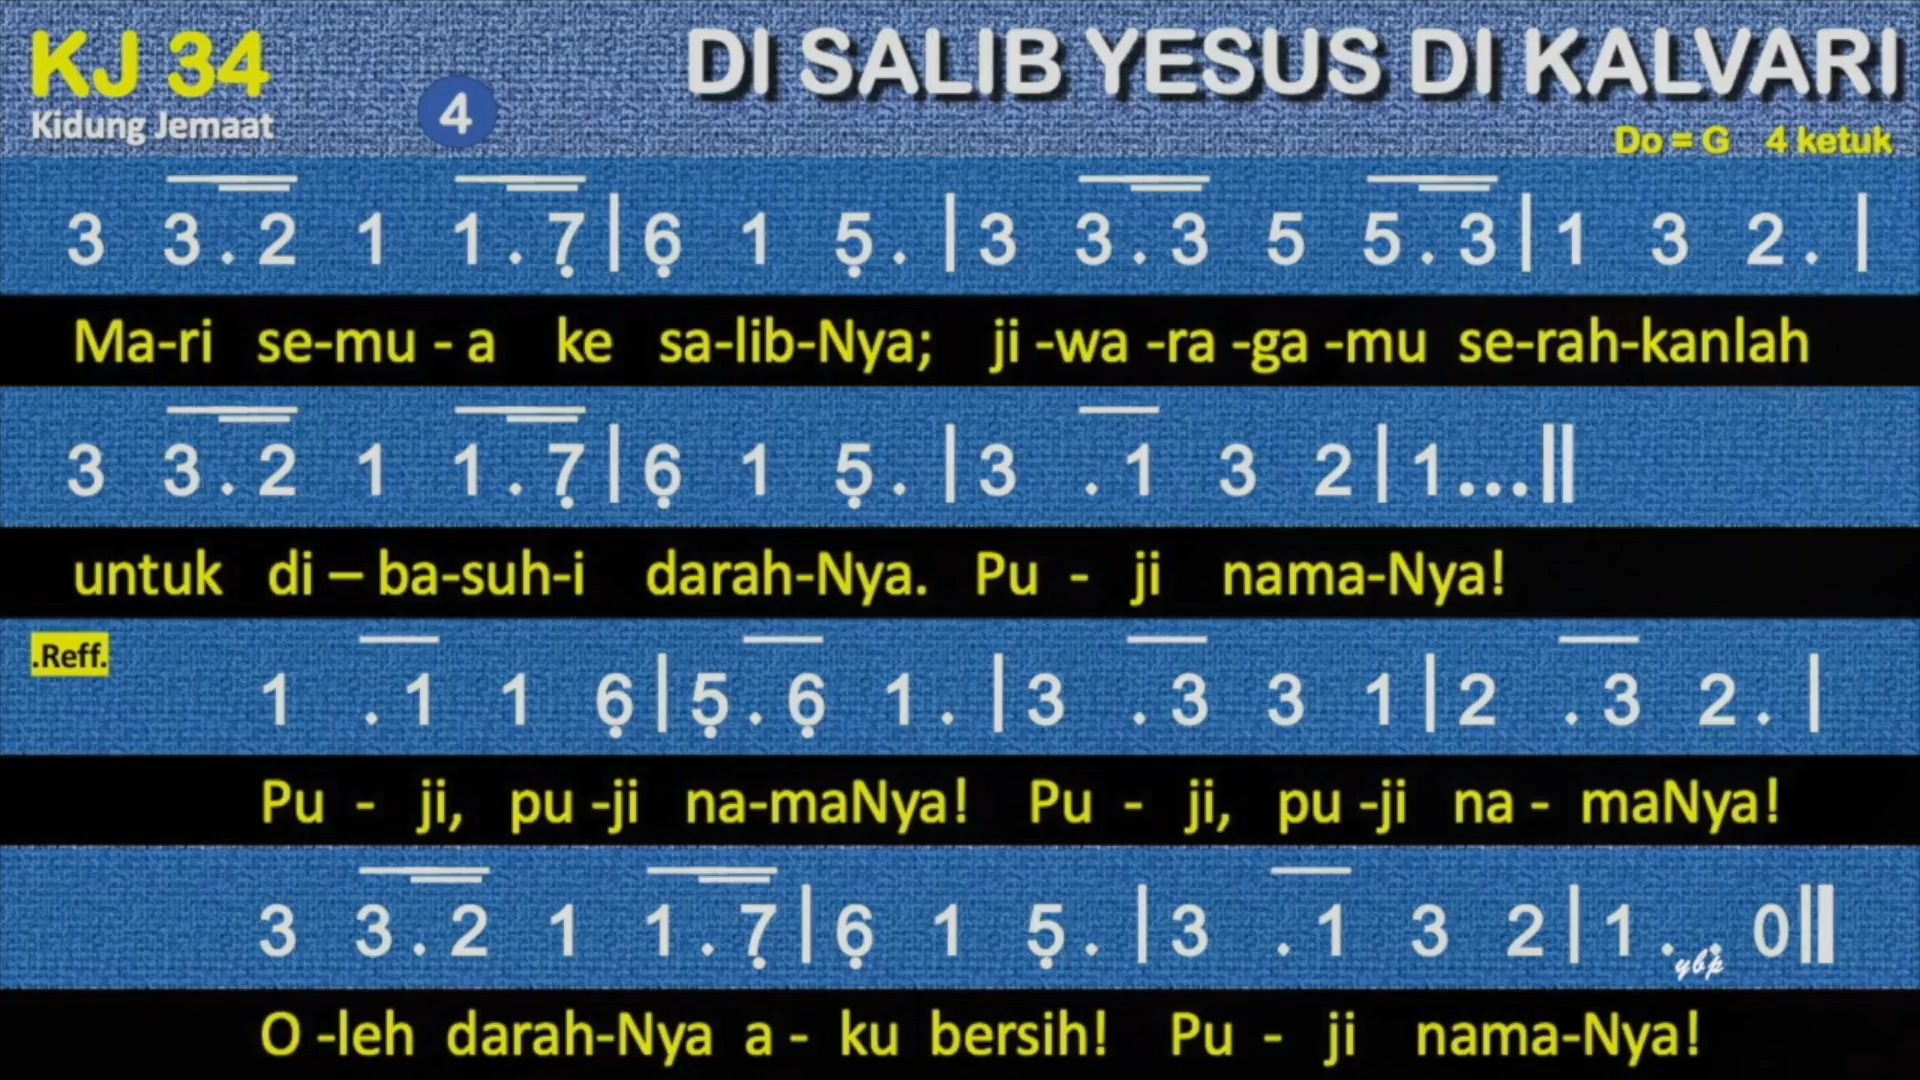 KJ 34
DI SALIB YESUS DI KALVARI
Kidung Jemaat
4
Do = G 4 ketuk
3 3 . 2 1 1 . 7̣ | 6̣ 1 5̣ . | 3 3 . 3 5 5 . 3 | 1 3 2 . |
Ma-ri se-mu - a ke sa-lib-Nya; ji -wa -ra -ga -mu se-rah-kanlah
3 3 . 2 1 1 . 7̣ | 6̣ 1 5̣ . | 3 . 1 3 2 | 1 . . . ||
untuk di – ba-suh-i darah-Nya. Pu - ji nama-Nya!
.Reff.
1 . 1 1 6̣ | 5̣ . 6̣ 1 . | 3 . 3 3 1 | 2 . 3 2 . |
Pu - ji, pu -ji na-maNya! Pu - ji, pu -ji na - maNya!
3 3 . 2 1 1 . 7̣ | 6̣ 1 5̣ . | 3 . 1 3 2 | 1 . . 0 ||
ybp
O -leh darah-Nya a - ku bersih! Pu - ji nama-Nya!